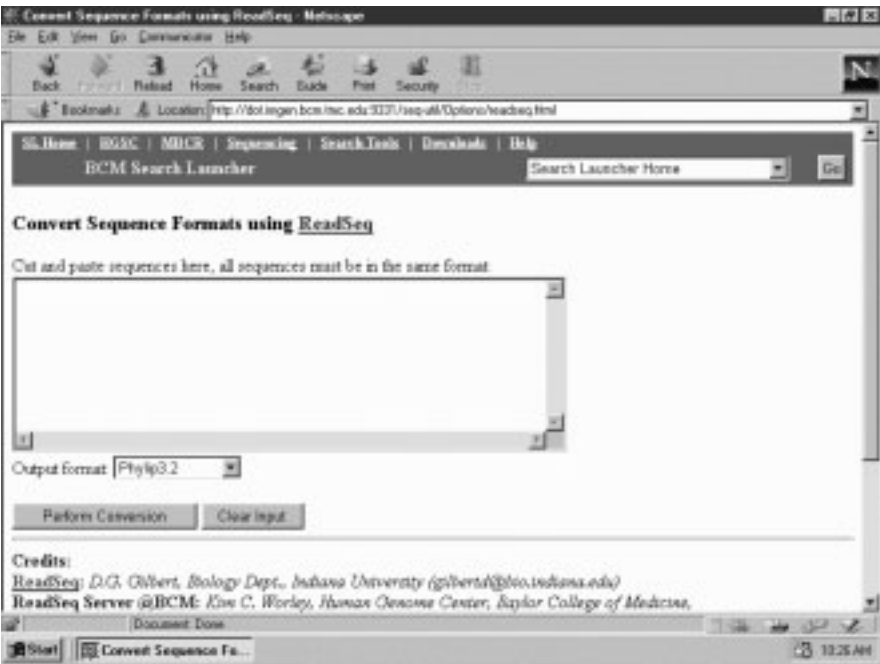 Convert Sequence Formats using ReadSeq - Netscape
File Edit View Go Communicator Help
Back Forward Reload Home Search Guide Print Security Stop
Bookmarks Location: http://dot.imgen.bcm.tmc.edu:9331/seq-util/Options/readseq.html
SL Home | HGSC | MBCR | Sequencing | Search Tools | Downloads | Help
BCM Search Launcher Search Launcher Home Go
Convert Sequence Formats using ReadSeq
Cut and paste sequences here, all sequences must be in the same format
Output format: Phylip3.2
Perform Conversion Clear Input
Credits:
ReadSeq: D.G. Gilbert, Biology Dept., Indiana University (gilbertd@bio.indiana.edu)
ReadSeq Server @BCM: Kim C. Worley, Human Genome Center, Baylor College of Medicine,
Document: Done
Start Convert Sequence Fo... 10:26 AM